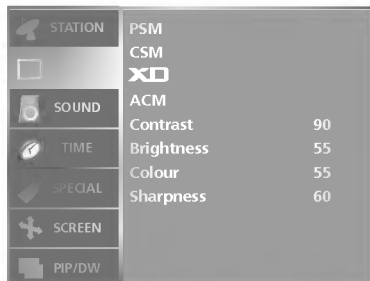 STATION
SOUND
TIME
SPECIAL
SCREEN
PIP/DW
PSM
CSM
XD
ACM
Contrast 90
Brightness 55
Colour 55
Sharpness 60